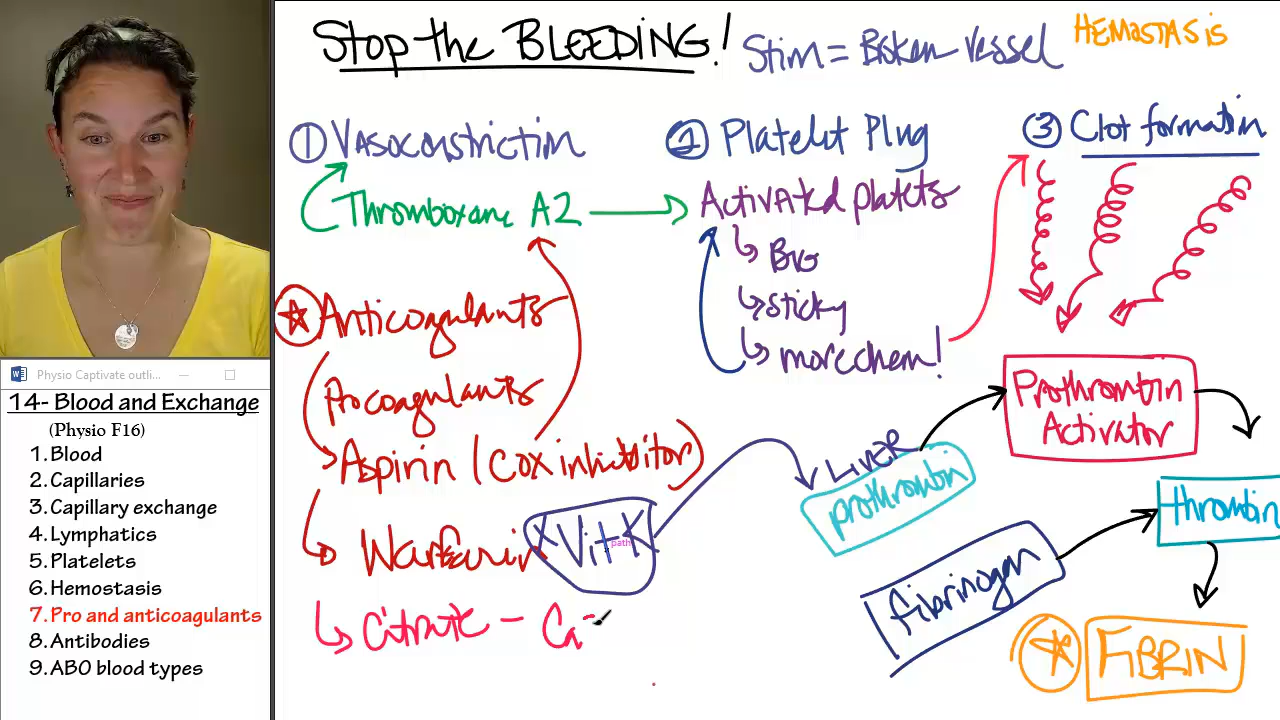 Stop the BLEEDING!
Stim = Broken Vessel
HEMOSTASIS
① Vasoconstriction
② Platelet Plug
③ Clot formation
Thromboxane A2
Activated platets
Big
sticky
more chem!
Anticoagulants
Procoagulants
Aspirin (COX inhibitor)
Warfarin X Vit K
path
Citrate - Ca
LIVER
prothrombin
Prothrombin
Activator
thrombin
fibrinogen
FIBRIN
Physio Captivate outli...
14- Blood and Exchange
(Physio F16)
1. Blood
2. Capillaries
3. Capillary exchange
4. Lymphatics
5. Platelets
6. Hemostasis
7. Pro and anticoagulants
8. Antibodies
9. ABO blood types